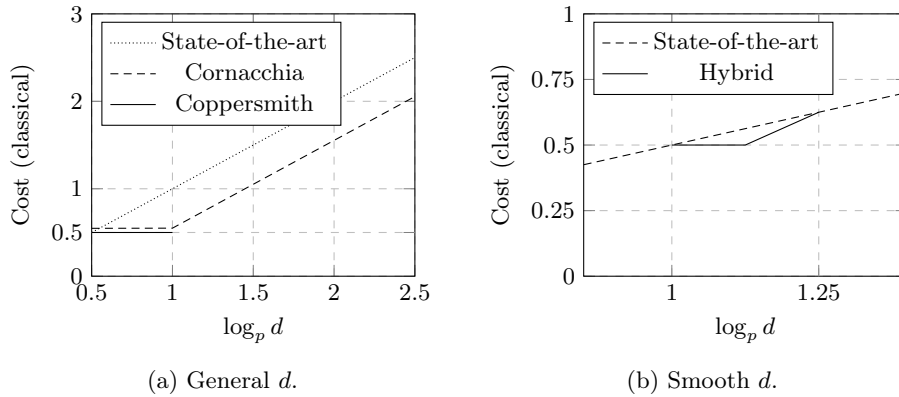 3
2
1
0.5
0
Cost (classical)
State-of-the-art
Cornacchia
Coppersmith
0.5 1 1.5 2 2.5
log_p d
(a) General d.
1
0.75
0.5
0.25
0
Cost (classical)
State-of-the-art
Hybrid
1 1.25
log_p d
(b) Smooth d.